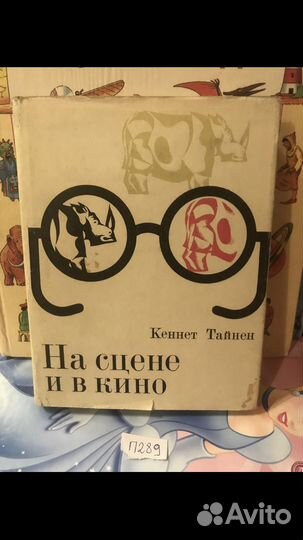 Кеннет Тайнен
На сцене
и в кино
П289
Avito